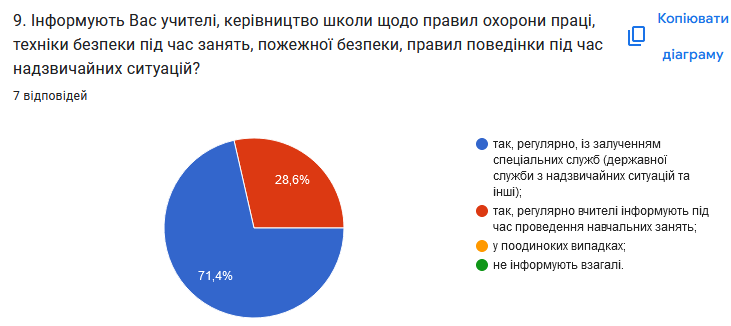 9. Інформують Вас учителі, керівництво школи щодо правил охорони праці,
техніки безпеки під час занять, пожежної безпеки, правил поведінки під час
надзвичайних ситуацій?
7 відповідей
Копіювати
діаграму
28,6%
71,4%
так, регулярно, із залученням
спеціальних служб (державної
служби з надзвичайних ситуацій та
інші);
так, регулярно вчителі інформують під
час проведення навчальних занять;
у поодиноких випадках;
не інформують взагалі.